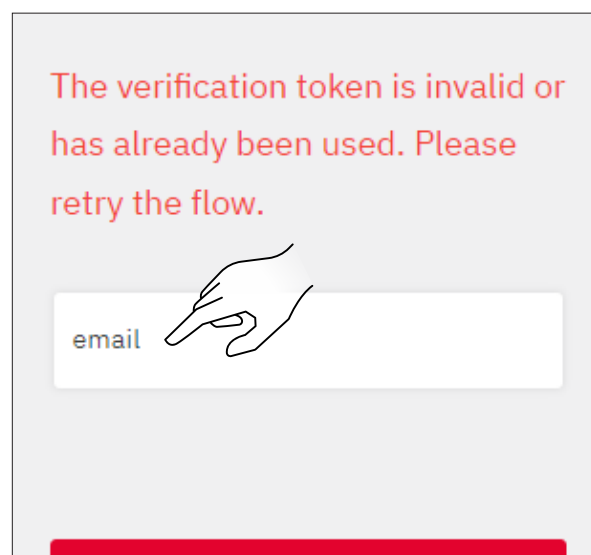 The verification token is invalid or
has already been used. Please
retry the flow.
email